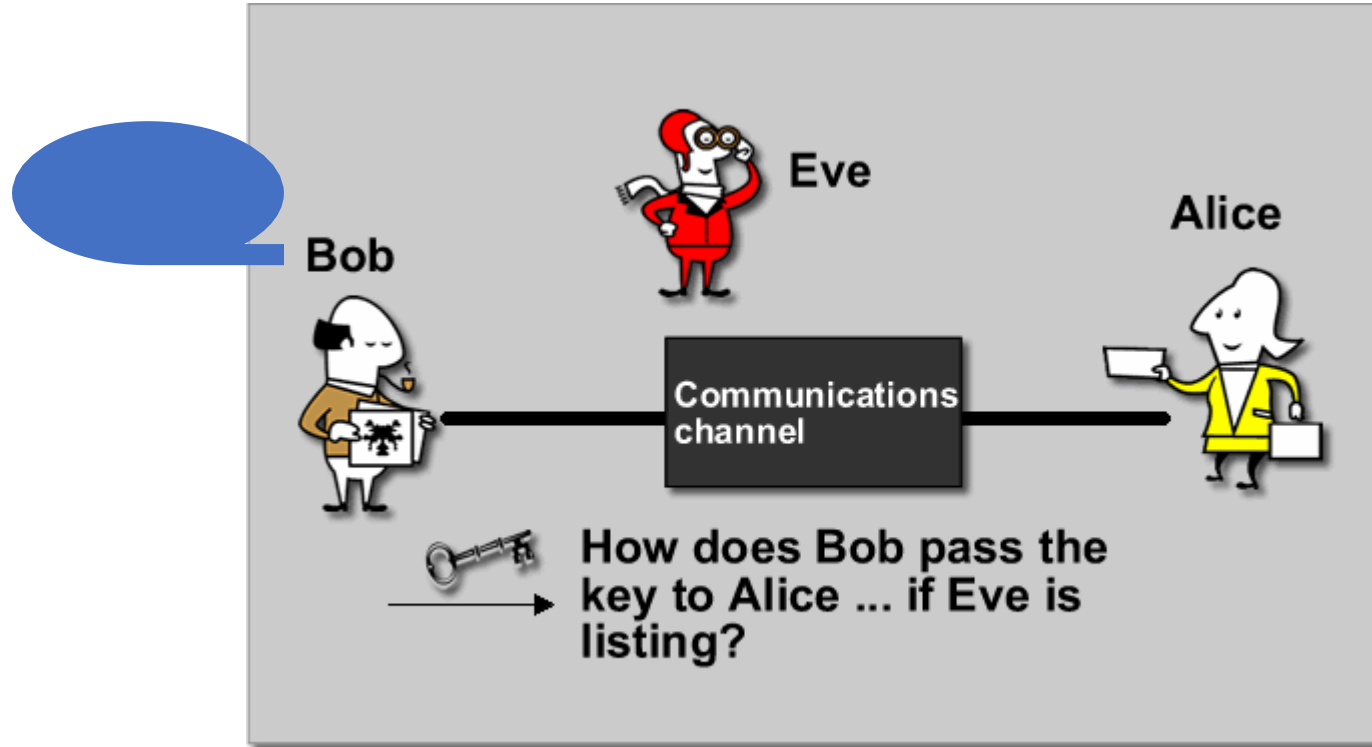 Eve
Alice
Bob
Communications
channel
How does Bob pass the
key to Alice ... if Eve is
listing?